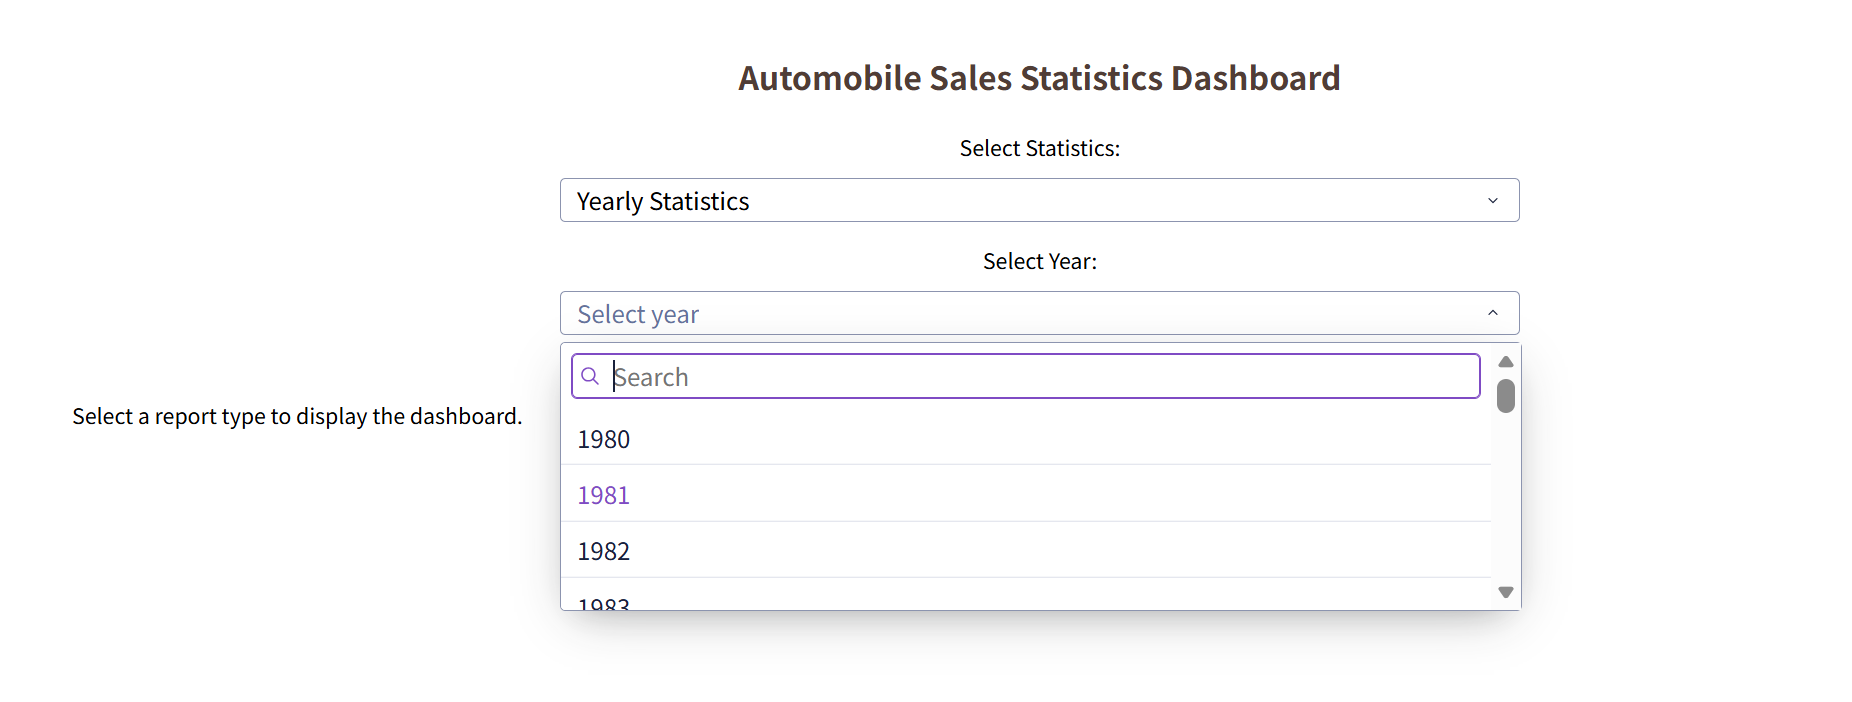 Automobile Sales Statistics Dashboard
Select Statistics:
Yearly Statistics
Select Year:
Select year
Search
Select a report type to display the dashboard.
1980
1981
1982
1983